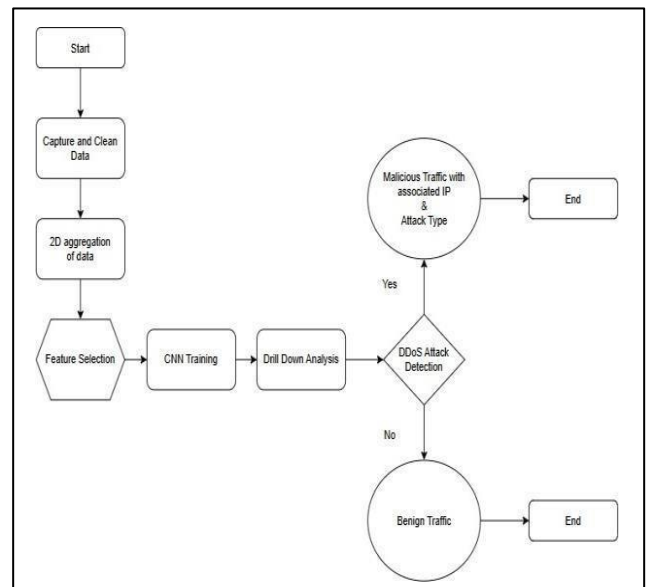 Start
Capture and Clean
Data
2D aggregation
of data
Feature Selection
CNN Training
Drill Down Analysis
DDoS Attack
Detection
Yes
Malicious Traffic with
associated IP
&
Attack Type
End
No
Benign Traffic
End